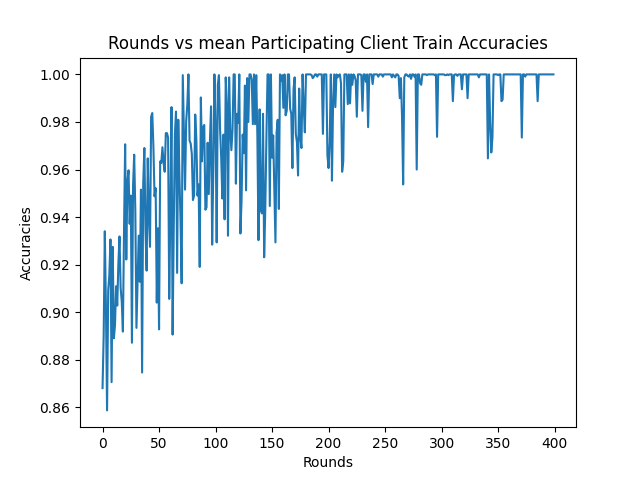 Rounds vs mean Participating Client Train Accuracies
1.00
0.98
0.96
0.94
0.92
0.90
0.88
0.86
Accuracies
0 50 100 150 200 250 300 350 400
Rounds